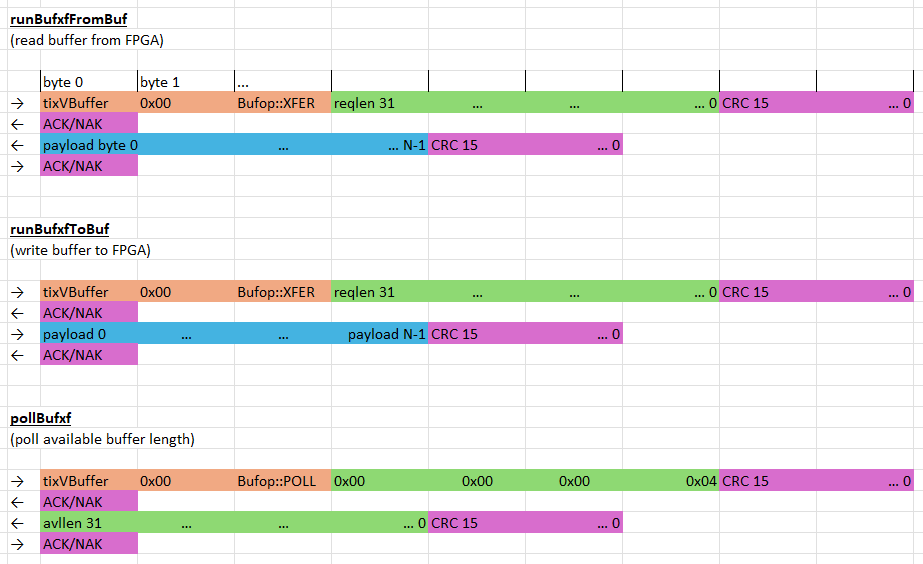 runBufxfFromBuf
(read buffer from FPGA)
byte 0 byte 1 ...
→ tixVBuffer 0x00 Bufop::XFER reqlen 31 ... ... ... 0 CRC 15 ... 0
← ACK/NAK
← payload byte 0 ... ... N-1 CRC 15 ... 0
→ ACK/NAK
runBufxfToBuf
(write buffer to FPGA)
→ tixVBuffer 0x00 Bufop::XFER reqlen 31 ... ... ... 0 CRC 15 ... 0
← ACK/NAK
→ payload 0 ... ... payload N-1 CRC 15 ... 0
← ACK/NAK
pollBufxf
(poll available buffer length)
→ tixVBuffer 0x00 Bufop::POLL 0x00 0x00 0x00 0x04 CRC 15 ... 0
← ACK/NAK
← avllen 31 ... ... ... 0 CRC 15 ... 0
→ ACK/NAK